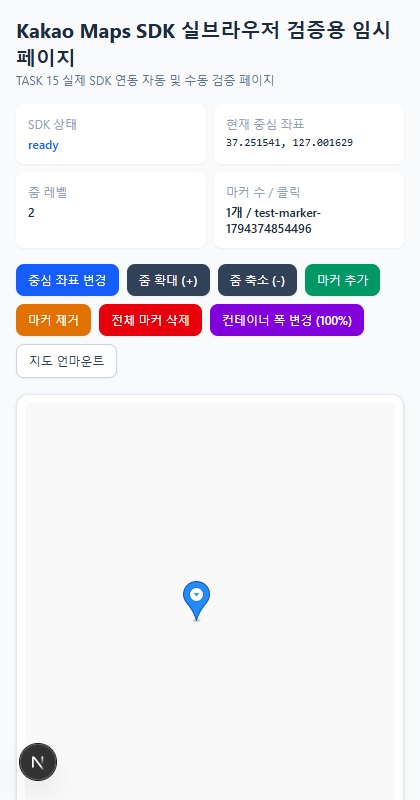 Kakao Maps SDK 실브라우저 검증용 임시
페이지
TASK 15 실제 SDK 연동 자동 및 수동 검증 페이지
SDK 상태
ready
현재 중심 좌표
37.251541, 127.001629
줌 레벨
2
마커 수 / 클릭
1개 / test-marker-
1794374854496
중심 좌표 변경
줌 확대 (+)
줌 축소 (-)
마커 추가
마커 제거
전체 마커 삭제
컨테이너 폭 변경 (100%)
지도 언마운트
N